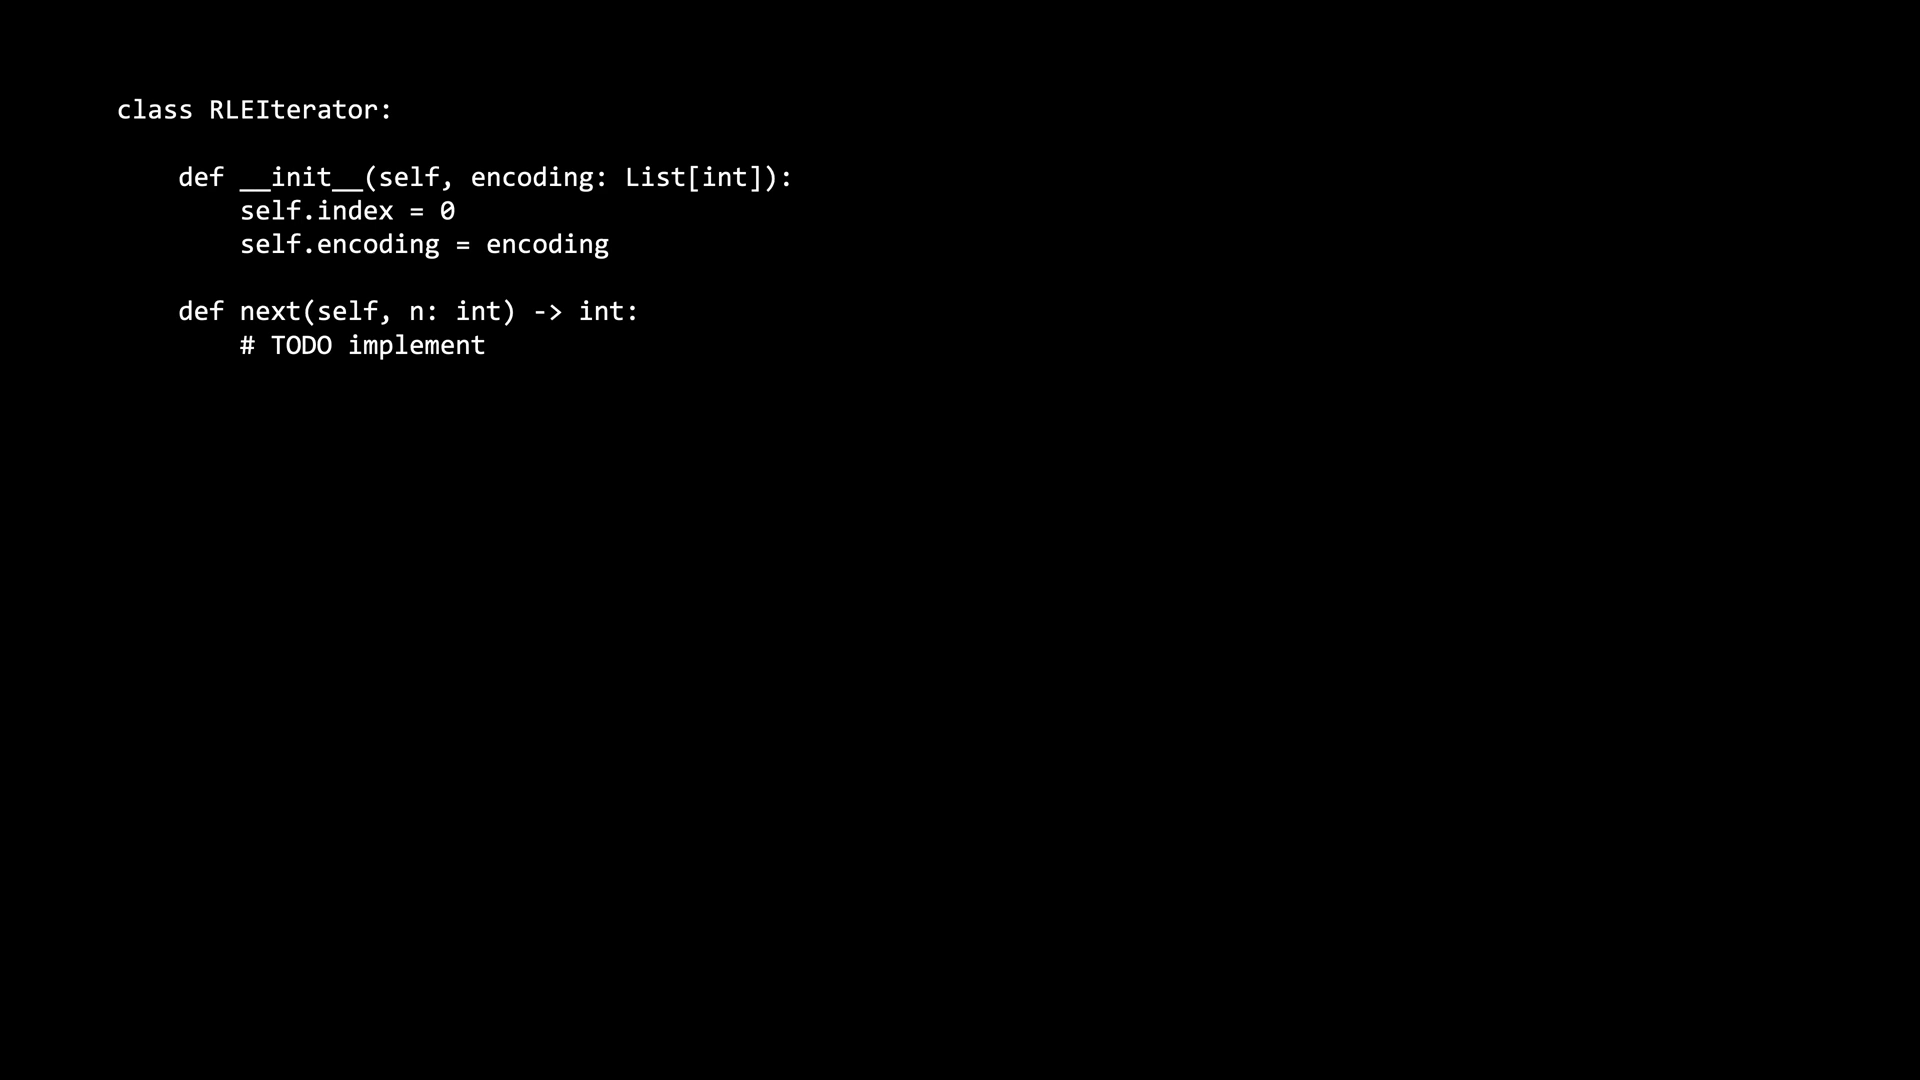 class RLEIterator:
def __init__(self, encoding: List[int]):
self.index = 0
self.encoding = encoding
def next(self, n: int) -> int:
# TODO implement